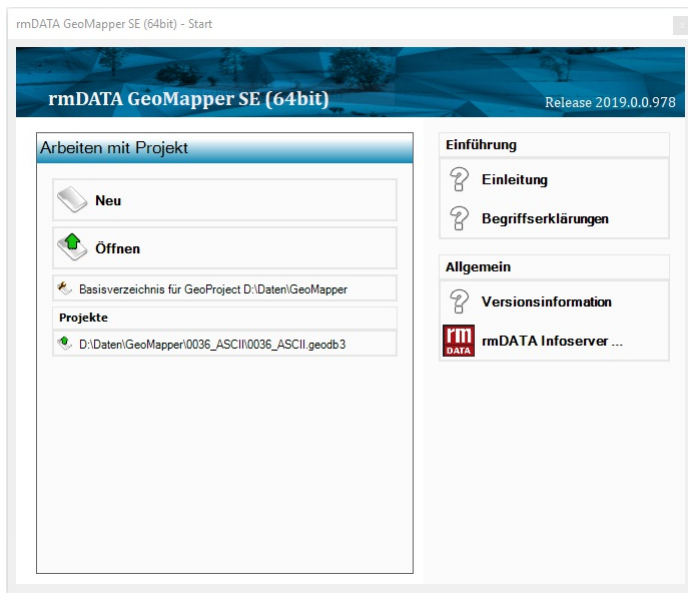 rmDATA GeoMapper SE (64bit) - Start
rmDATA GeoMapper SE (64bit)
Release 2019.0.0.978
Arbeiten mit Projekt
Neu
Öffnen
Basisverzeichnis für GeoProject D:\Daten\GeoMapper
Projekte
D:\Daten\GeoMapper\0036_ASCII\0036_ASCII.geodb3
Einführung
Einleitung
Begriffserklärungen
Allgemein
Versionsinformation
rm DATA
rmDATA Infoserver ...